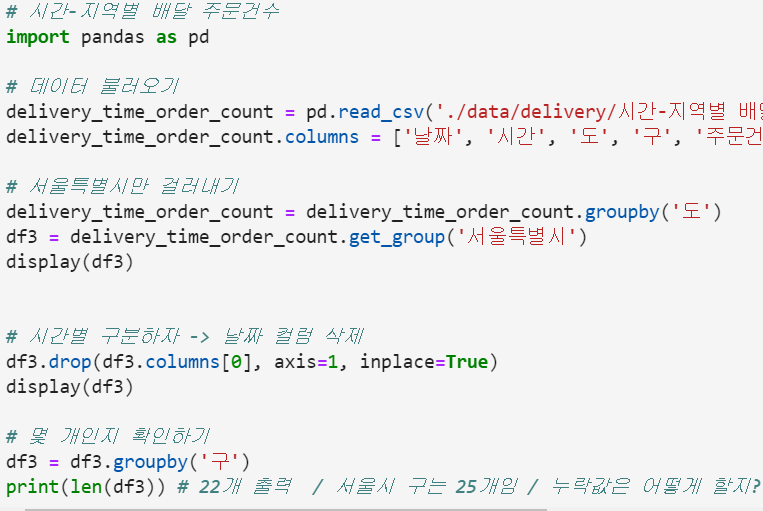 # 시간-지역별 배달 주문건수
import pandas as pd
# 데이터 불러오기
delivery_time_order_count = pd.read_csv('./data/delivery/시간-지역별 배달
delivery_time_order_count.columns = ['날짜', '시간', '도', '구', '주문건
# 서울특별시만 걸러내기
delivery_time_order_count = delivery_time_order_count.groupby('도')
df3 = delivery_time_order_count.get_group('서울특별시')
display(df3)
# 시간별 구분하자 -> 날짜 컬럼 삭제
df3.drop(df3.columns[0], axis=1, inplace=True)
display(df3)
# 몇 개인지 확인하기
df3 = df3.groupby('구')
print(len(df3)) # 22개 출력  / 서울시 구는 25개임 / 누락값은 어떻게 할지?